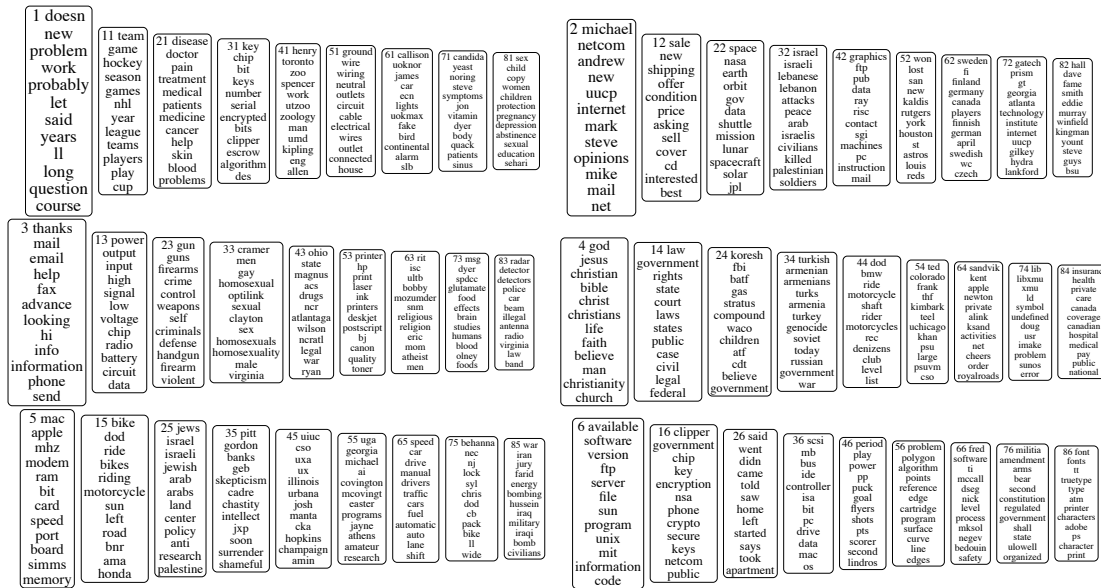 1 doesn
new
problem
work
probably
let
said
years
ll
long
question
course
11 team
game
hockey
season
games
nhl
year
league
teams
players
play
cup
21 disease
doctor
pain
treatment
medical
patients
medicine
cancer
help
skin
blood
problems
31 key
chip
bit
keys
number
serial
encrypted
bits
clipper
escrow
algorithm
des
41 henry
toronto
zoo
spencer
work
utzoo
zoology
man
umd
kipling
eng
allen
51 ground
wire
wiring
neutral
outlets
circuit
cable
electrical
wires
outlet
connected
house
61 callison
uoknor
james
car
ecn
lights
uokmax
fake
bird
continental
alarm
slb
71 candida
yeast
noring
steve
symptoms
jon
vitamin
dyer
body
quack
patients
sinus
81 sex
child
copy
women
children
protection
pregnancy
depression
abstinence
sexual
education
sehari
2 michael
netcom
andrew
new
uucp
internet
mark
steve
opinions
mike
mail
net
12 sale
new
shipping
offer
condition
price
asking
sell
cover
cd
interested
best
22 space
nasa
earth
orbit
gov
data
shuttle
mission
lunar
spacecraft
solar
jpl
32 israel
israeli
lebanese
lebanon
attacks
peace
arab
israelis
civilians
killed
palestinian
soldiers
42 graphics
ftp
pub
data
ray
risc
contact
sgi
machines
pc
instruction
mail
52 won
lost
san
new
kaldis
rutgers
york
houston
st
astros
louis
reds
62 sweden
fi
finland
germany
canada
players
finnish
german
april
swedish
wc
czech
72 gatech
prism
gt
georgia
atlanta
technology
institute
internet
uucp
gilkey
hydra
lankford
82 hall
dave
fame
smith
eddie
murray
winfield
kingman
yount
steve
guys
bsu
3 thanks
mail
email
help
fax
advance
looking
hi
info
information
phone
send
13 power
output
input
high
signal
low
voltage
chip
radio
battery
circuit
data
23 gun
guns
firearms
crime
control
weapons
self
criminals
defense
handgun
firearm
violent
33 cramer
men
gay
homosexual
optilink
sexual
clayton
sex
homosexuals
homosexuality
male
virginia
43 ohio
state
magnus
acs
drugs
ncr
atlantaga
wilson
ncratl
legal
war
ryan
53 printer
hp
print
laser
ink
printers
deskjet
postscript
bj
canon
quality
toner
63 rit
isc
ultb
bobby
mozumder
snm
religious
religion
eric
mom
atheist
men
73 msg
dyer
spdcc
glutamate
food
effects
brain
studies
humans
blood
olney
foods
83 radar
detector
detectors
police
car
beam
illegal
antenna
radio
virginia
law
band
4 god
jesus
christian
bible
christ
christians
life
faith
believe
man
christianity
church
14 law
government
rights
state
court
laws
states
public
case
civil
legal
federal
24 koresh
fbi
batf
gas
stratus
compound
waco
children
atf
cdt
believe
government
34 turkish
armenian
armenians
turks
armenia
turkey
genocide
soviet
today
russian
government
war
44 dod
bmw
ride
motorcycle
shaft
rider
motorcycles
rec
denizens
club
level
list
54 ted
colorado
frank
thf
kimbark
teel
uchicago
khan
psu
large
psuvm
cso
64 sandvik
kent
apple
newton
private
alink
ksand
activities
net
cheers
order
royalroads
74 lib
libxmu
xmu
ld
symbol
undefined
doug
usr
imake
problem
sunos
error
84 insurance
health
private
care
canada
coverage
canadian
hospital
medical
pay
public
national
5 mac
apple
mhz
modem
ram
bit
card
speed
port
board
simms
memory
15 bike
dod
ride
bikes
riding
motorcycle
sun
left
road
bnr
ama
honda
25 jews
israel
israeli
jewish
arab
arabs
land
center
policy
anti
research
palestine
35 pitt
gordon
banks
geb
skepticism
cadre
chastity
intellect
jxp
soon
surrender
shameful
45 uiuc
cso
uxa
ux
illinois
urbana
josh
manta
cka
hopkins
champaign
amin
55 uga
georgia
michael
ai
covington
mcovingt
easter
programs
jayne
athens
amateur
research
65 speed
car
drive
manual
drivers
traffic
cars
fuel
automatic
auto
lane
shift
75 behanna
nec
nj
lock
syl
chris
dod
cb
pack
bike
ll
wide
85 war
iran
jury
farid
energy
bombing
hussein
iraq
military
iraqi
bomb
civilians
6 available
software
version
ftp
server
file
sun
program
unix
mit
information
code
16 clipper
government
chip
key
encryption
nsa
phone
crypto
secure
keys
netcom
public
26 said
went
didn
came
told
saw
home
left
started
says
took
apartment
36 scsi
mb
bus
ide
controller
isa
bit
pc
drive
data
mac
os
46 period
play
power
pp
puck
goal
flyers
shots
pts
scorer
second
lindros
56 problem
polygon
algorithm
points
reference
edge
cartridge
program
surface
curve
line
edges
66 fred
software
ti
mccall
dseg
nick
level
process
mksol
negev
bedouin
safety
76 militia
amendment
arms
bear
second
constitution
regulated
government
shall
state
ulowell
organized
86 font
fonts
tt
truetype
type
atm
printer
characters
adobe
ps
character
print